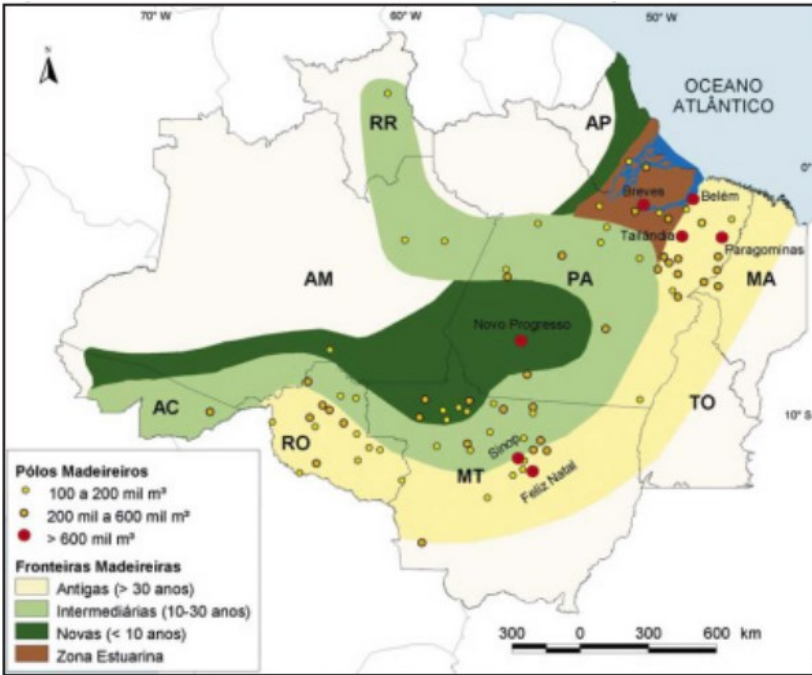 70° W
60° W
50° W
N
OCEANO
ATLÂNTICO
RR
AP
0°
Breves
Belém
Tailândia
Paragominas
AM
PA
MA
Novo Progresso
AC
TO
10° S
RO
Sinop
MT
Feliz Natal
Pólos Madeireiros
100 a 200 mil m³
200 mil a 600 mil m³
> 600 mil m³
Fronteiras Madeireiras
Antigas (> 30 anos)
Intermediárias (10-30 anos)
Novas (< 10 anos)
Zona Estuarina
300 0 300 600 km